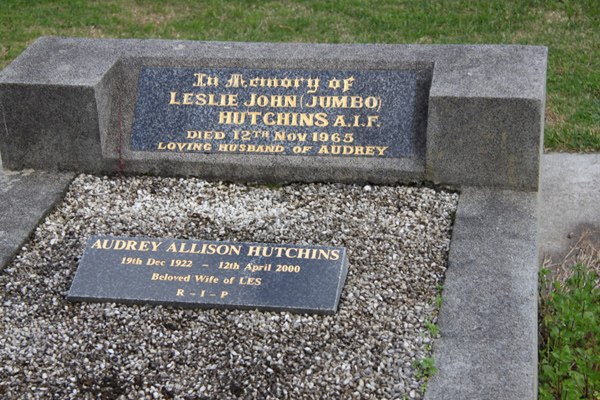 In Memory of
LESLIE JOHN (JUMBO)
HUTCHINS A.I.F.
DIED 12TH NOV 1965
LOVING HUSBAND OF AUDREY
AUDREY ALLISON HUTCHINS
19th Dec 1922 – 12th April 2000
Beloved Wife of LES
R - I - P